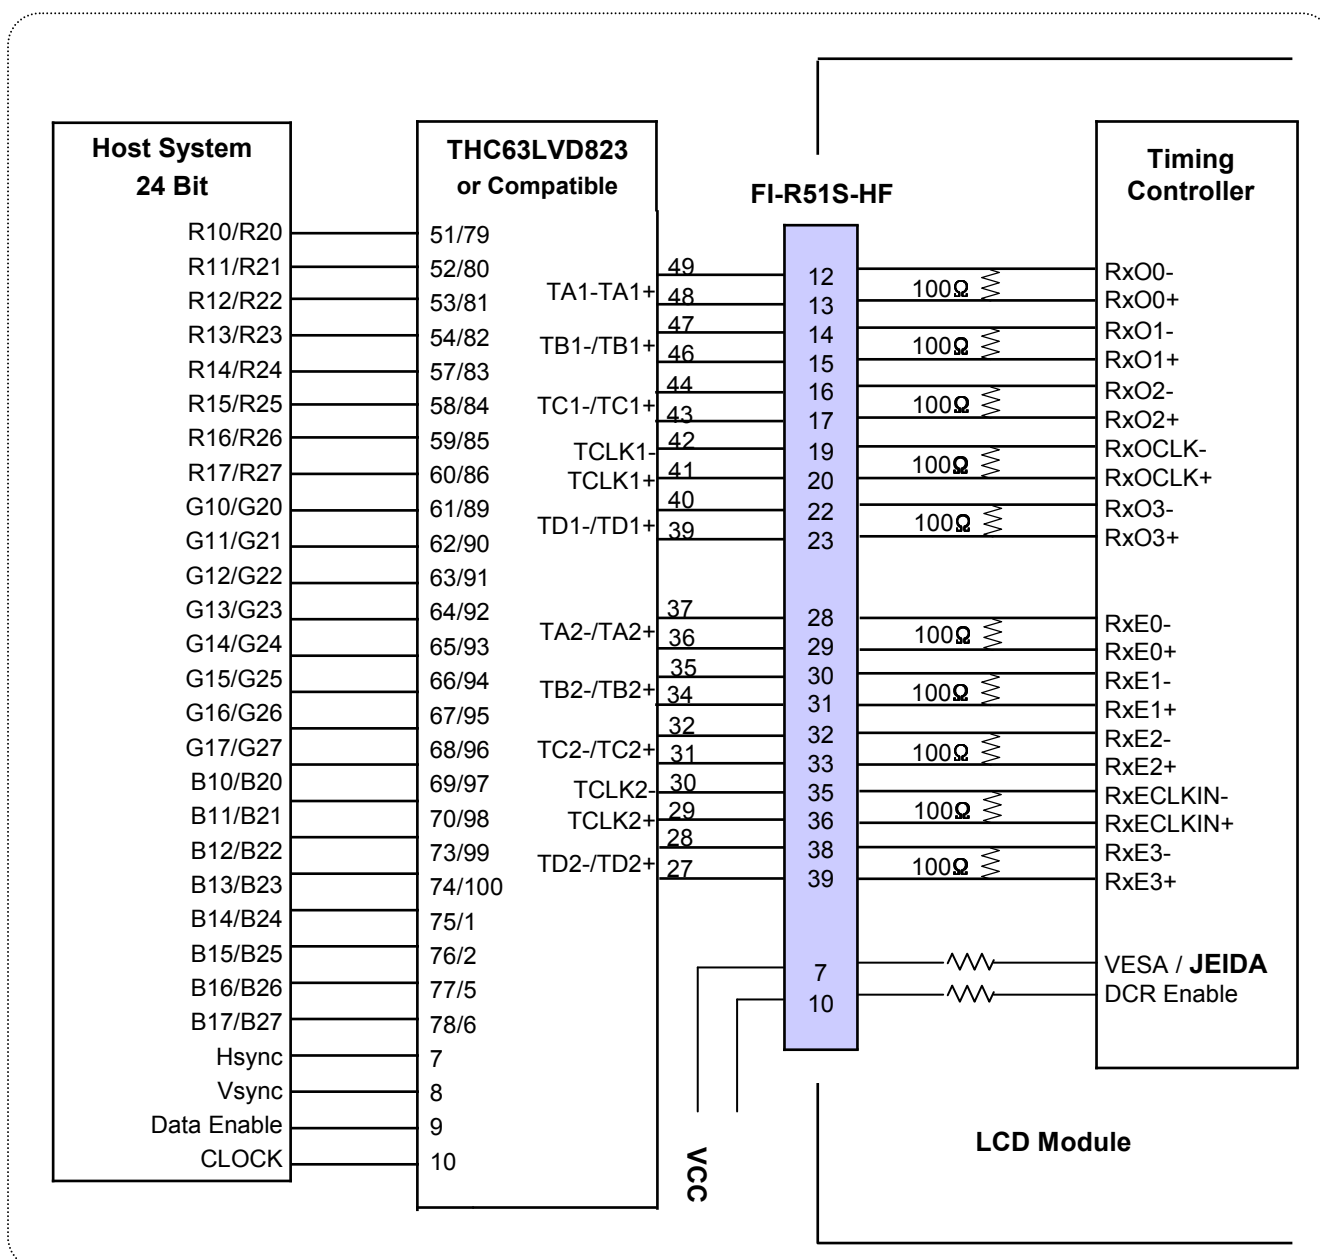 Host System
24 Bit
R10/R20
R11/R21
R12/R22
R13/R23
R14/R24
R15/R25
R16/R26
R17/R27
G10/G20
G11/G21
G12/G22
G13/G23
G14/G24
G15/G25
G16/G26
G17/G27
B10/B20
B11/B21
B12/B22
B13/B23
B14/B24
B15/B25
B16/B26
B17/B27
Hsync
Vsync
Data Enable
CLOCK
THC63LVD823
or Compatible
51/79
52/80
53/81
54/82
57/83
58/84
59/85
60/86
61/89
62/90
63/91
64/92
65/93
66/94
67/95
68/96
69/97
70/98
73/99
74/100
75/1
76/2
77/5
78/6
7
8
9
10
TA1-TA1+
TB1-/TB1+
TC1-/TC1+
TCLK1-
TCLK1+
TD1-/TD1+
TA2-/TA2+
TB2-/TB2+
TC2-/TC2+
TCLK2-
TCLK2+
TD2-/TD2+
49
48
47
46
44
43
42
41
40
39
37
36
35
34
32
31
30
29
28
27
VCC
FI-R51S-HF
12
13
14
15
16
17
19
20
22
23
28
29
30
31
32
33
35
36
38
39
7
10
100Ω
100Ω
100Ω
100Ω
100Ω
100Ω
100Ω
100Ω
100Ω
100Ω
Timing
Controller
RxO0-
RxO0+
RxO1-
RxO1+
RxO2-
RxO2+
RxOCLK-
RxOCLK+
RxO3-
RxO3+
RxE0-
RxE0+
RxE1-
RxE1+
RxE2-
RxE2+
RxECLKIN-
RxECLKIN+
RxE3-
RxE3+
VESA / JEIDA
DCR Enable
LCD Module